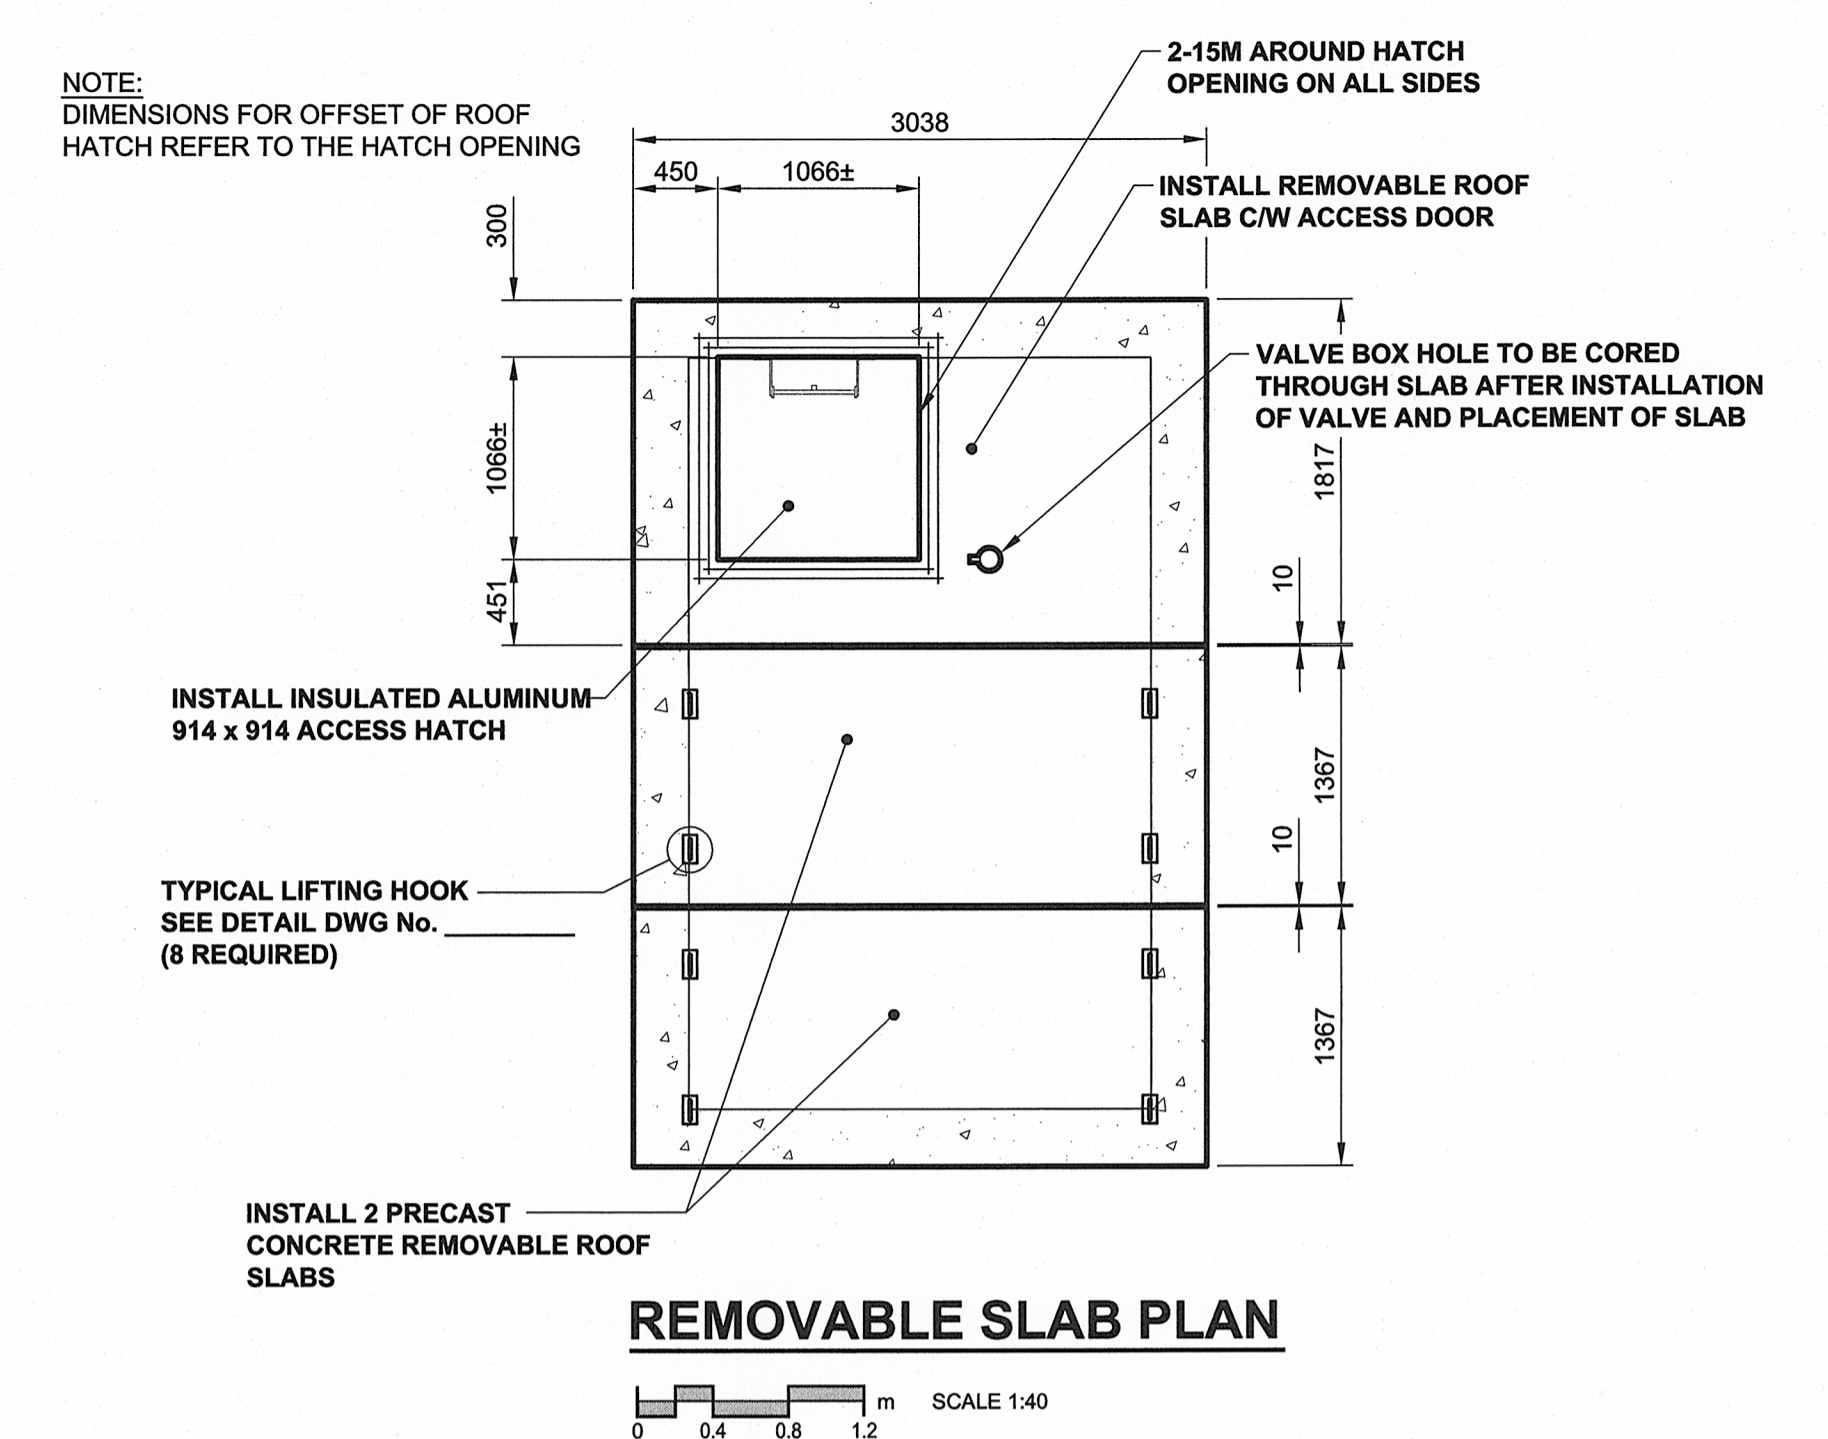 2-15M AROUND HATCH
OPENING ON ALL SIDES
NOTE:
DIMENSIONS FOR OFFSET OF ROOF
HATCH REFER TO THE HATCH OPENING
3038
450
1066±
INSTALL REMOVABLE ROOF
SLAB C/W ACCESS DOOR
300
VALVE BOX HOLE TO BE CORED
THROUGH SLAB AFTER INSTALLATION
OF VALVE AND PLACEMENT OF SLAB
1066±
1817
10
451
INSTALL INSULATED ALUMINUM
914 x 914 ACCESS HATCH
1367
10
TYPICAL LIFTING HOOK
SEE DETAIL DWG No. __________
(8 REQUIRED)
1367
INSTALL 2 PRECAST
CONCRETE REMOVABLE ROOF
SLABS
REMOVABLE SLAB PLAN
m SCALE 1:40
0 0.4 0.8 1.2